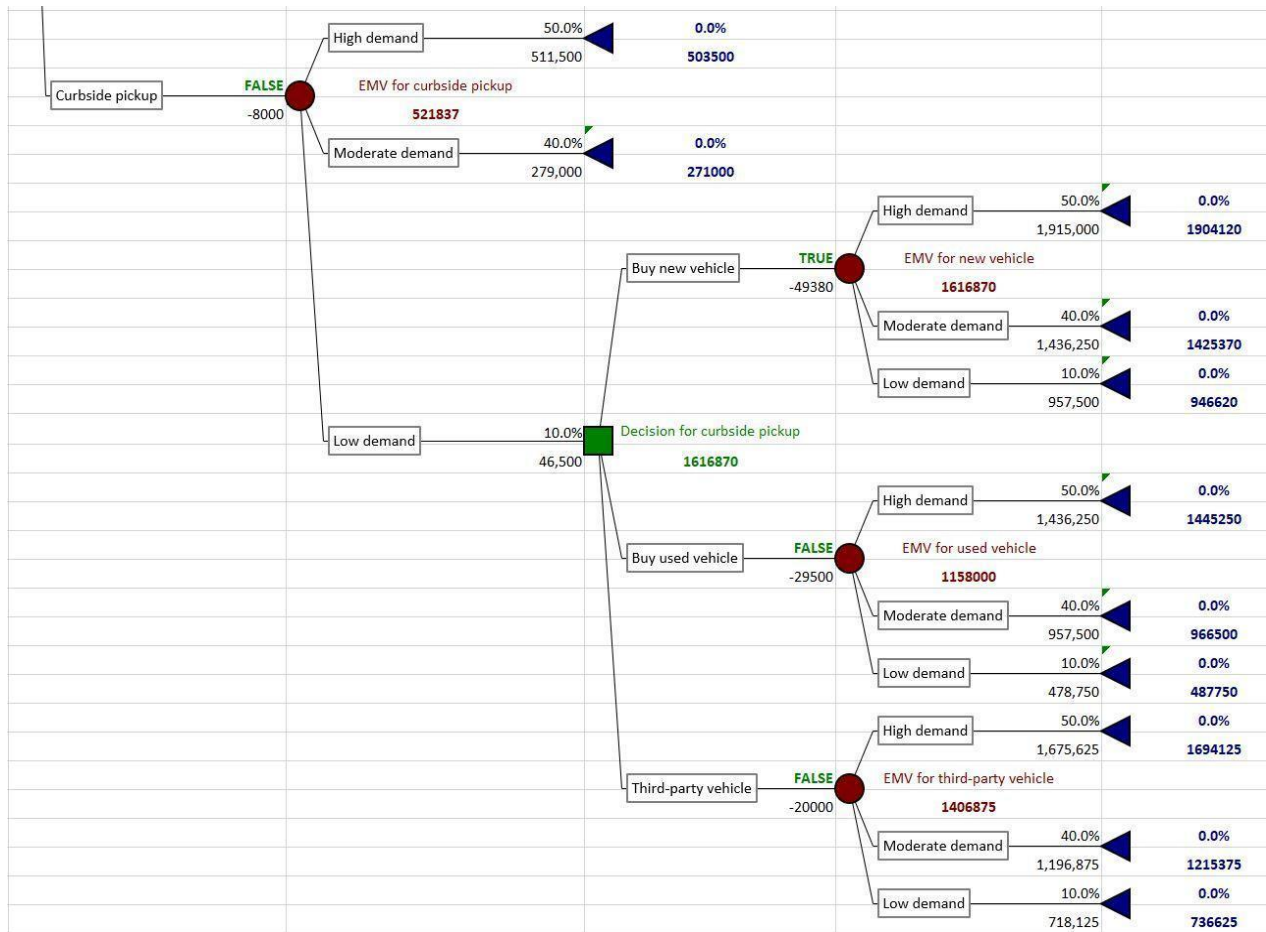 50.0% 0.0%
High demand
511,500 503500
FALSE EMV for curbside pickup
Curbside pickup
-8000 521837
40.0% 0.0%
Moderate demand
279,000 271000
50.0% 0.0%
High demand
1,915,000 1904120
TRUE EMV for new vehicle
Buy new vehicle
-49380 1616870
40.0% 0.0%
Moderate demand
1,436,250 1425370
10.0% 0.0%
Low demand
957,500 946620
10.0% Decision for curbside pickup
Low demand
46,500 1616870
50.0% 0.0%
High demand
1,436,250 1445250
FALSE EMV for used vehicle
Buy used vehicle
-29500 1158000
40.0% 0.0%
Moderate demand
957,500 966500
10.0% 0.0%
Low demand
478,750 487750
50.0% 0.0%
High demand
1,675,625 1694125
FALSE EMV for third-party vehicle
Third-party vehicle
-20000 1406875
40.0% 0.0%
Moderate demand
1,196,875 1215375
10.0% 0.0%
Low demand
718,125 736625